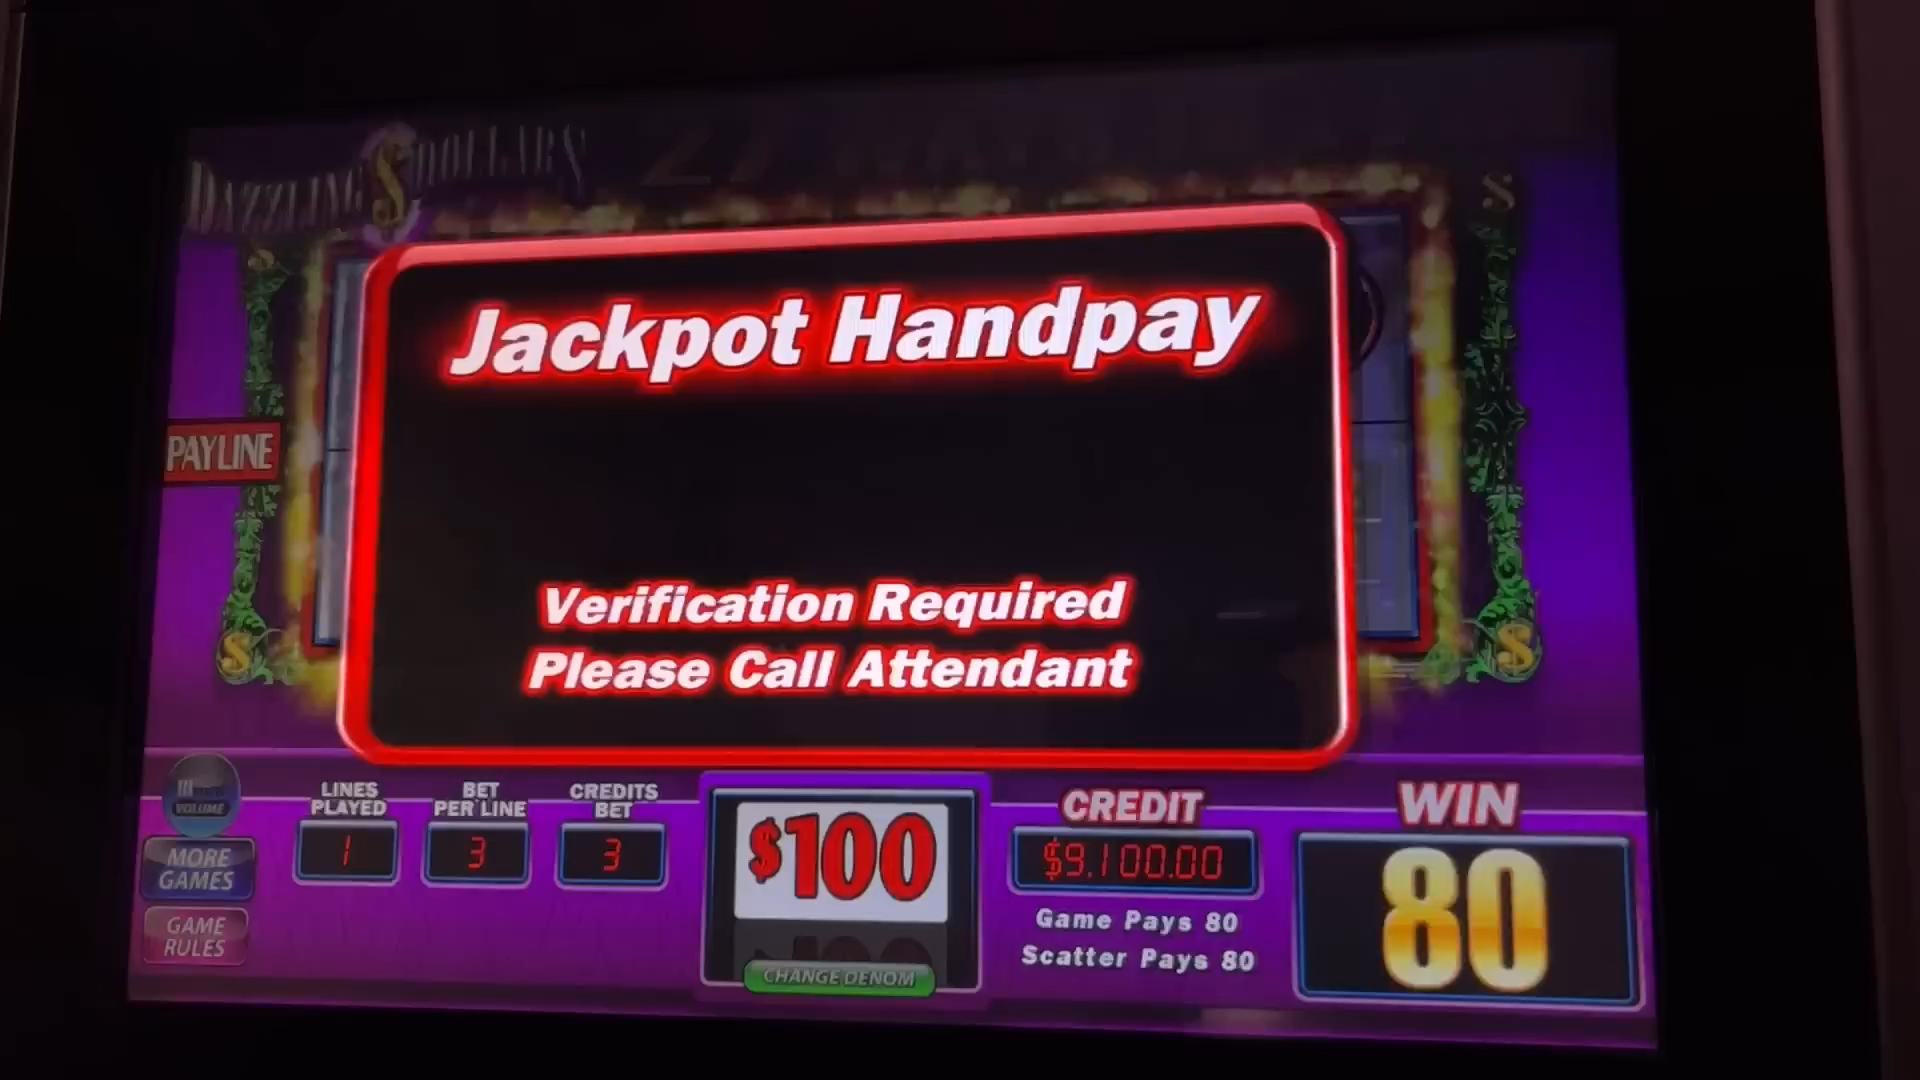 DAZZLING $ DOLLARS
Jackpot Handpay
PAYLINE
Verification Required
Please Call Attendant
VOLUME
MORE
GAMES
GAME
RULES
LINES
PLAYED
1
BET
PER LINE
3
CREDITS
BET
3
$100
CHANGE DENOM
CREDIT
$9,100.00
Game Pays 80
Scatter Pays 80
WIN
80